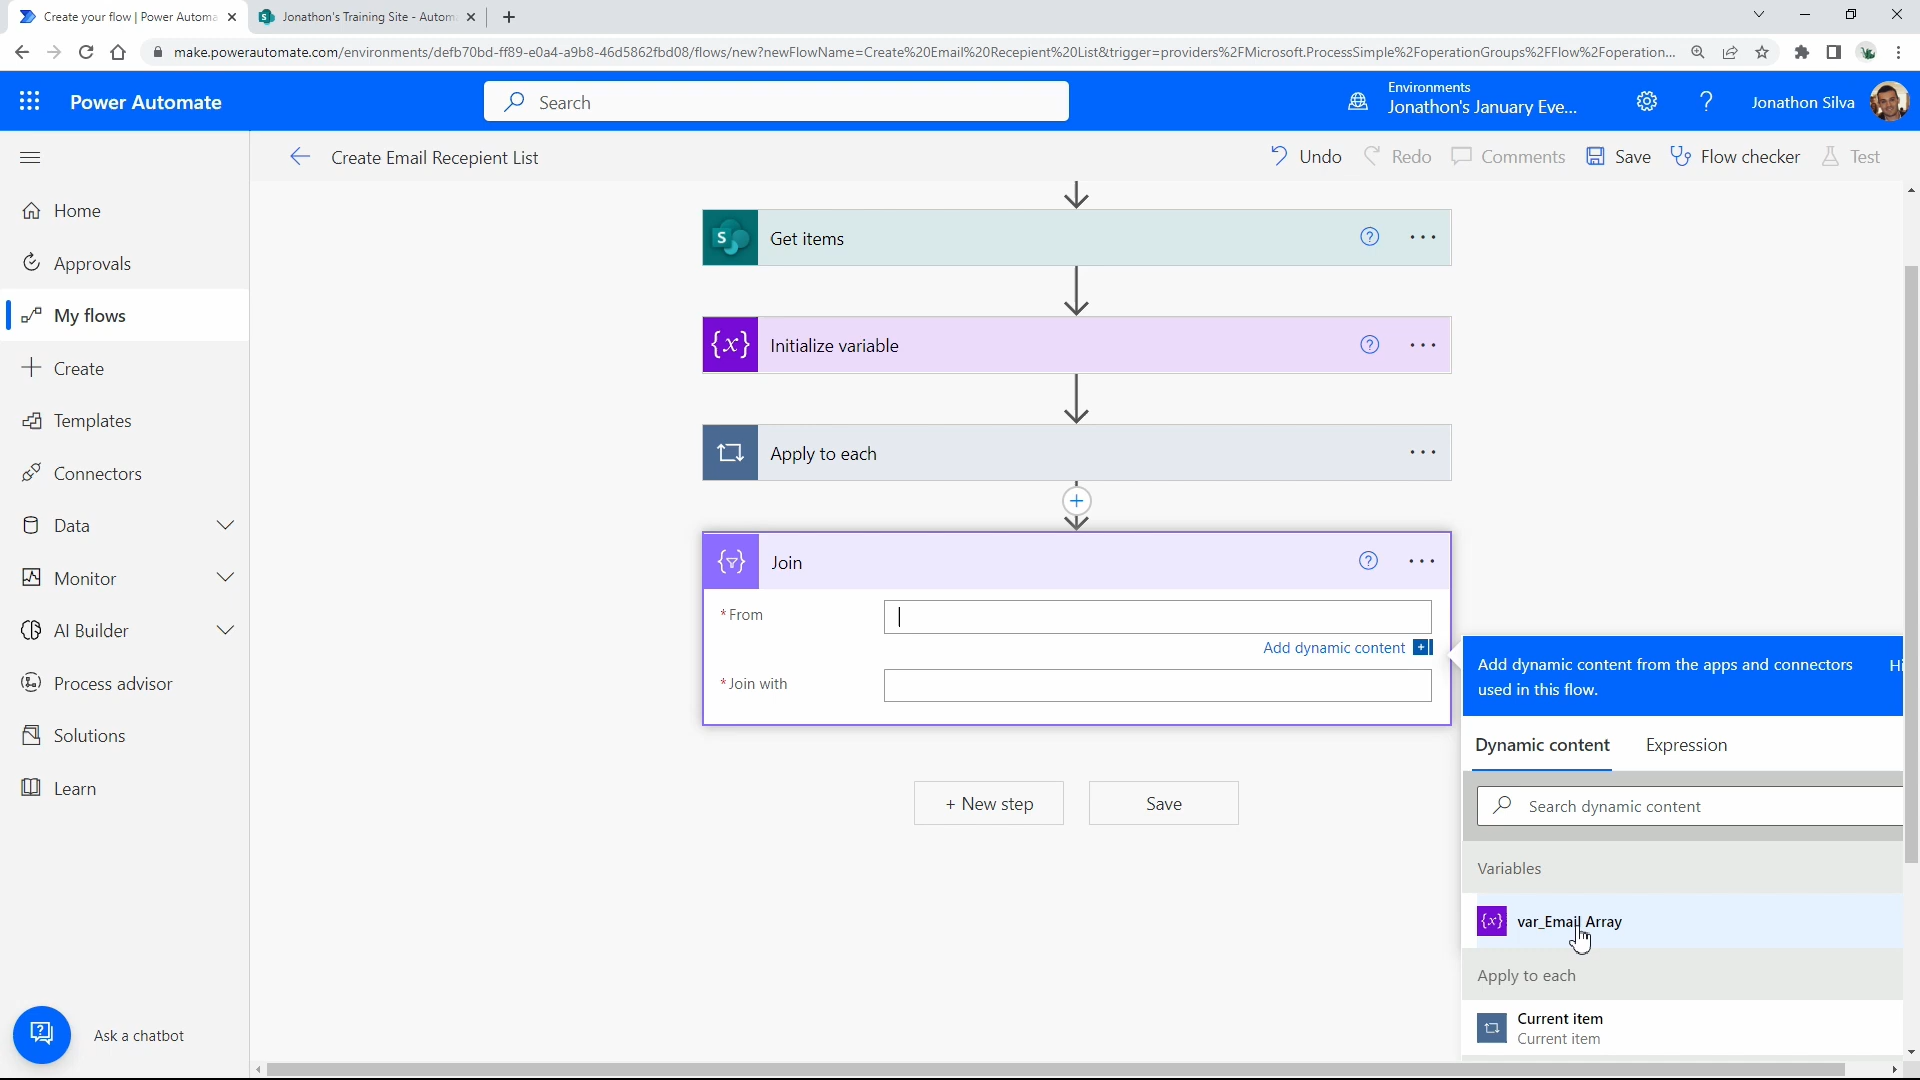 Create your flow | Power Automa
Jonathon's Training Site - Autom
make.powerautomate.com/environments/defb70bd-ff89-e0a4-a9b8-46d5862fbd08/flows/new?newFlowName=Create%20Email%20Recepient%20List&trigger=providers%2FMicrosoft.ProcessSimple%2FoperationGroups%2FFlow%2Foperation...
Power Automate
Search
Environments
Jonathon's January Eve...
Jonathon Silva
Create Email Recepient List
Undo
Redo
Comments
Save
Flow checker
Test
Home
Approvals
My flows
Create
Templates
Connectors
Data
Monitor
AI Builder
Process advisor
Solutions
Learn
Ask a chatbot
S
Get items
{x}
Initialize variable
Apply to each
Join
* From
Add dynamic content
* Join with
+ New step
Save
Add dynamic content from the apps and connectors
used in this flow.
Hi
Dynamic content
Expression
Search dynamic content
Variables
{x}
var_Email Array
Apply to each
Current item
Current item